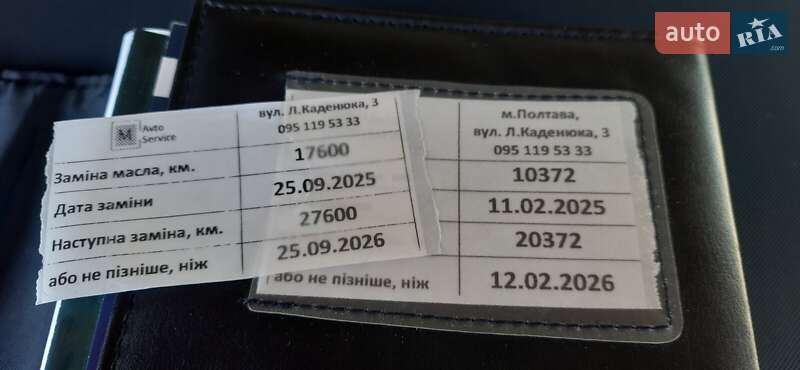 auto RIA.com
M Avto Service
вул. Л.Каденюка, 3
095 119 53 33
Заміна масла, км. 17600
Дата заміни 25.09.2025
Наступна заміна, км. 27600
або не пізніше, ніж 25.09.2026
м.Полтава,
вул. Л.Каденюка, 3
095 119 53 33
10372
11.02.2025
20372
або не пізніше, ніж 12.02.2026